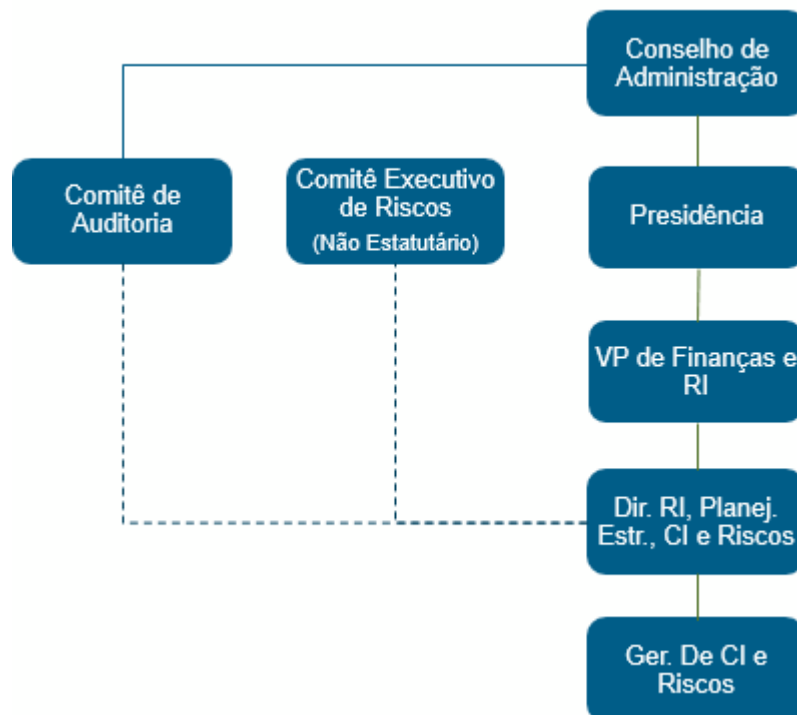 Conselho de
Administração
Comitê de
Auditoria
Comitê Executivo
de Riscos
(Não Estatutário)
Presidência
VP de Finanças e
RI
Dir. RI, Planej.
Estr., CI e Riscos
Ger. De CI e
Riscos